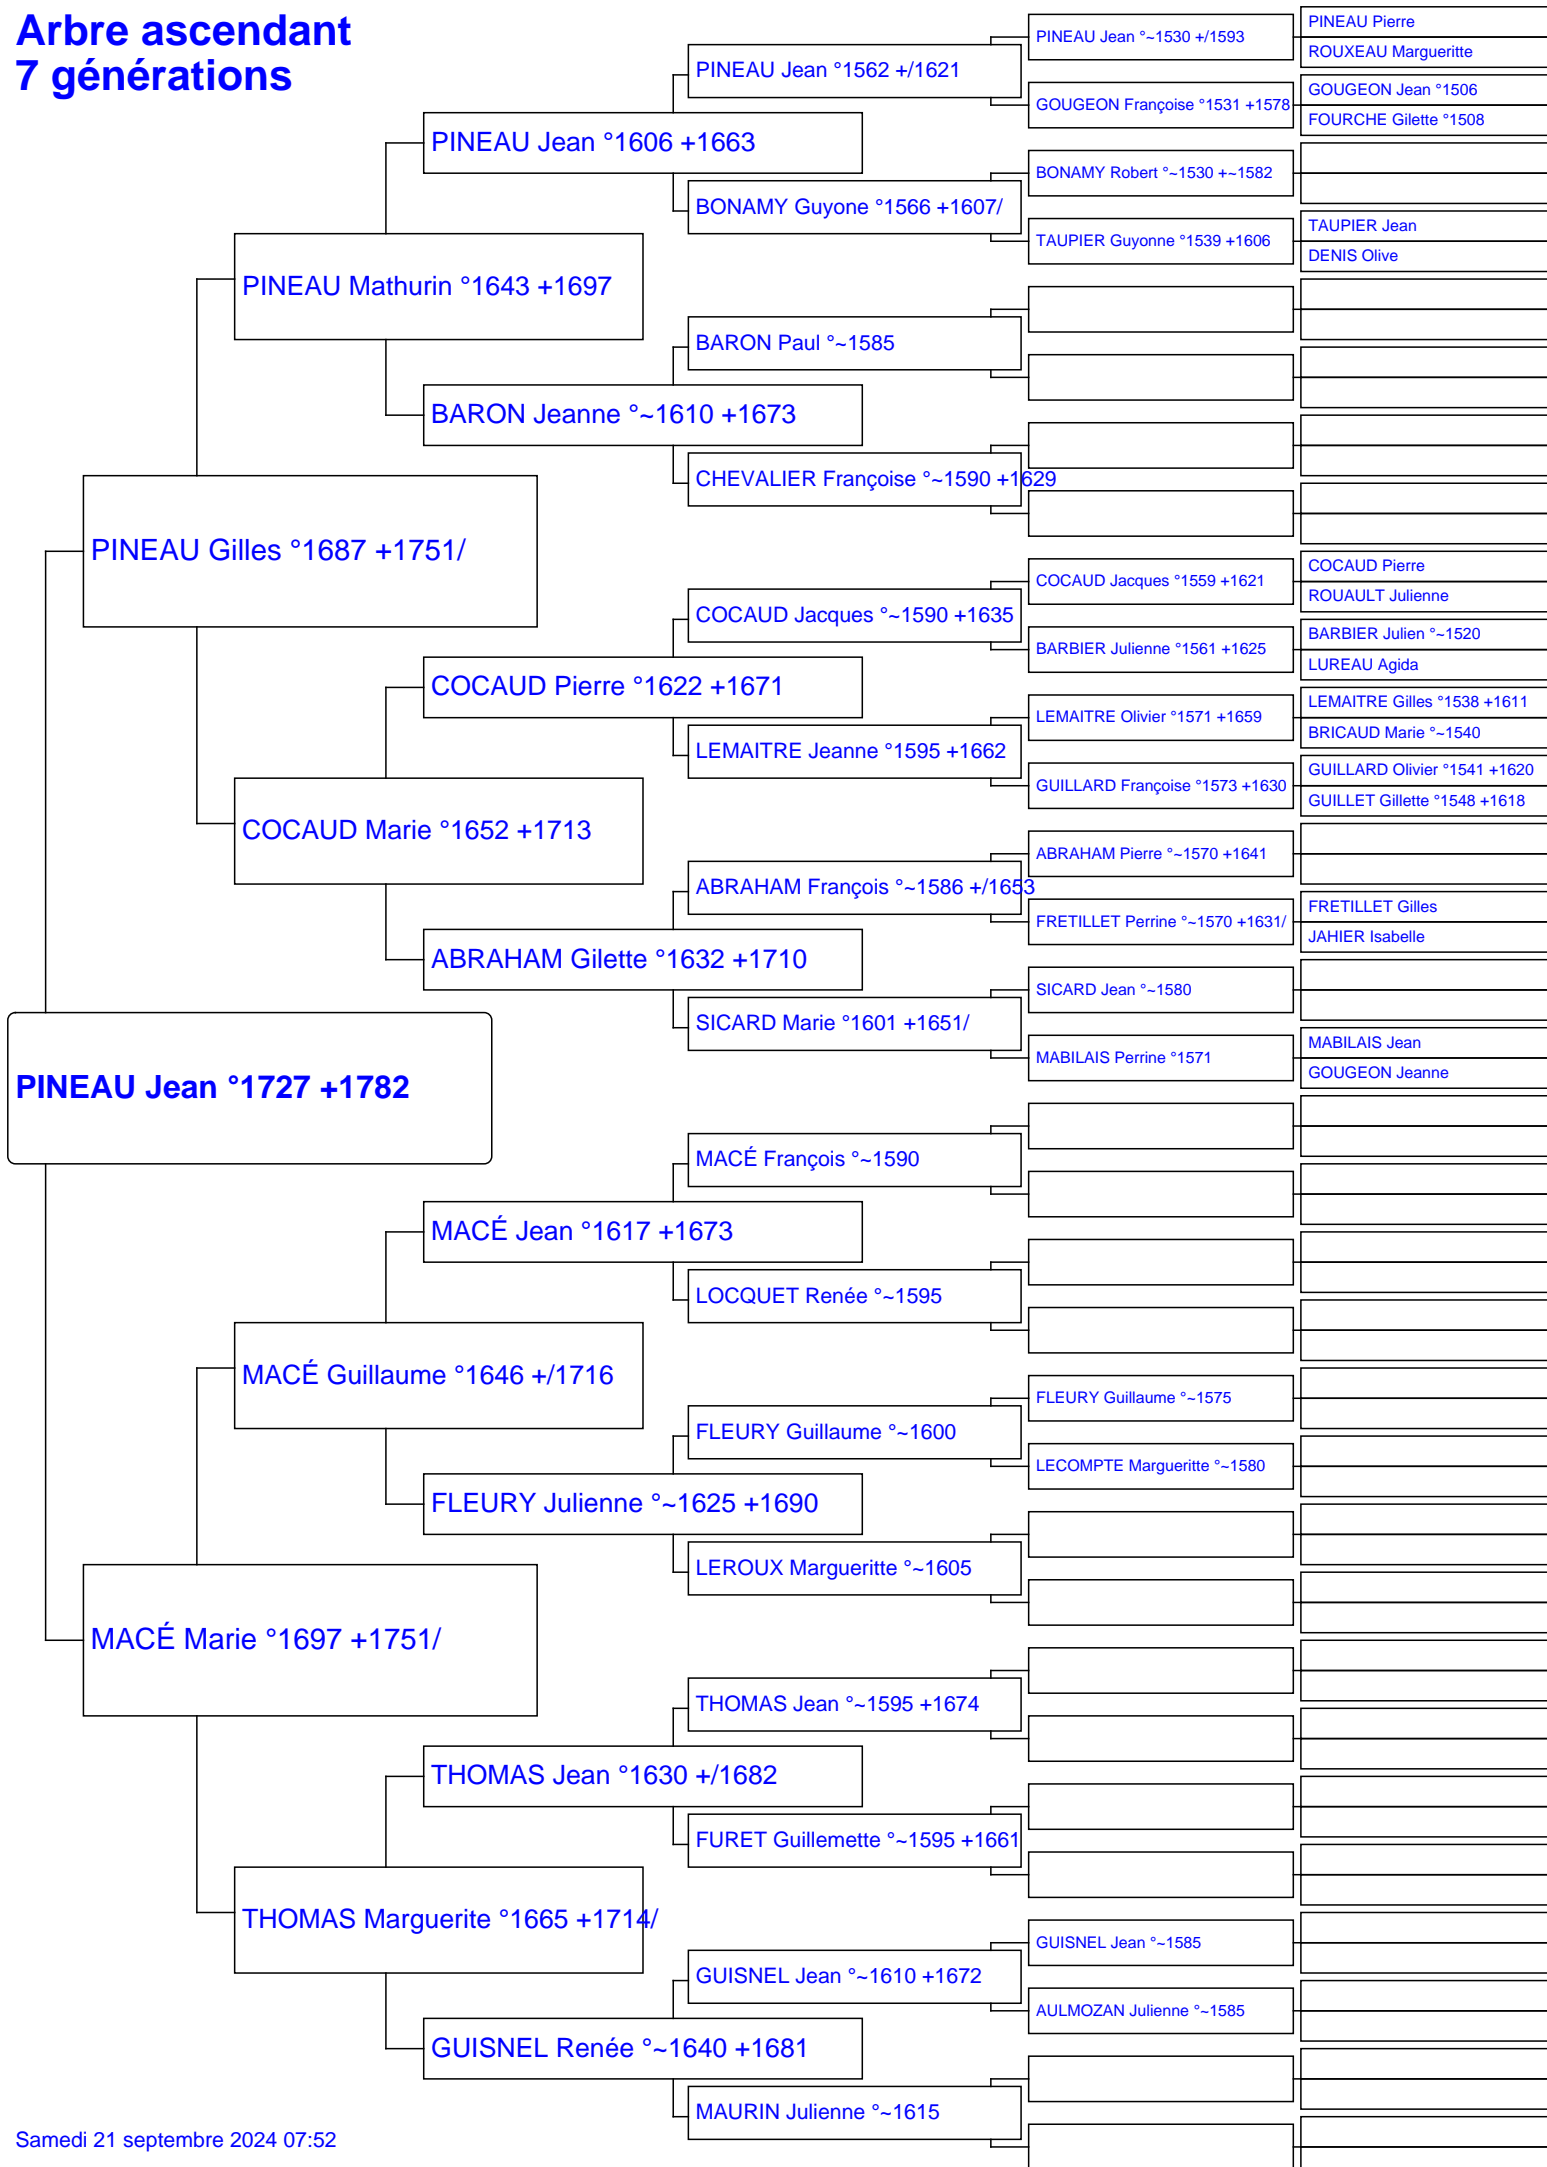 Arbre ascendant
7 générations
PINEAU Jean °1727 +1782
PINEAU Gilles °1687 +1751/
MACÉ Marie °1697 +1751/
PINEAU Mathurin °1643 +1697
COCAUD Marie °1652 +1713
MACÉ Guillaume °1646 +/1716
THOMAS Marguerite °1665 +1714/
PINEAU Jean °1606 +1663
BARON Jeanne °~1610 +1673
COCAUD Pierre °1622 +1671
ABRAHAM Gilette °1632 +1710
MACÉ Jean °1617 +1673
FLEURY Julienne °~1625 +1690
THOMAS Jean °1630 +/1682
GUISNEL Renée °~1640 +1681
PINEAU Jean °1562 +/1621
BONAMY Guyone °1566 +1607/
BARON Paul °~1585
CHEVALIER Françoise °~1590 +1629
COCAUD Jacques °~1590 +1635
LEMAITRE Jeanne °1595 +1662
ABRAHAM François °~1586 +/1653
SICARD Marie °1601 +1651/
MACÉ François °~1590
LOCQUET Renée °~1595
FLEURY Guillaume °~1600
LEROUX Margueritte °~1605
THOMAS Jean °~1595 +1674
FURET Guillemette °~1595 +1661
GUISNEL Jean °~1610 +1672
MAURIN Julienne °~1615
PINEAU Jean °~1530 +/1593
GOUGEON Françoise °1531 +1578
BONAMY Robert °~1530 +~1582
TAUPIER Guyonne °1539 +1606
COCAUD Jacques °1559 +1621
BARBIER Julienne °1561 +1625
LEMAITRE Olivier °1571 +1659
GUILLARD Françoise °1573 +1630
ABRAHAM Pierre °~1570 +1641
FRETILLET Perrine °~1570 +1631/
SICARD Jean °~1580
MABILAIS Perrine °1571
FLEURY Guillaume °~1575
LECOMPTE Margueritte °~1580
GUISNEL Jean °~1585
AULMOZAN Julienne °~1585
PINEAU Pierre
ROUXEAU Margueritte
GOUGEON Jean °1506
FOURCHE Gilette °1508
TAUPIER Jean
DENIS Olive
COCAUD Pierre
ROUAULT Julienne
BARBIER Julien °~1520
LUREAU Agida
LEMAITRE Gilles °1538 +1611
BRICAUD Marie °~1540
GUILLARD Olivier °1541 +1620
GUILLET Gillette °1548 +1618
FRETILLET Gilles
JAHIER Isabelle
MABILAIS Jean
GOUGEON Jeanne
Samedi 21 septembre 2024 07:52